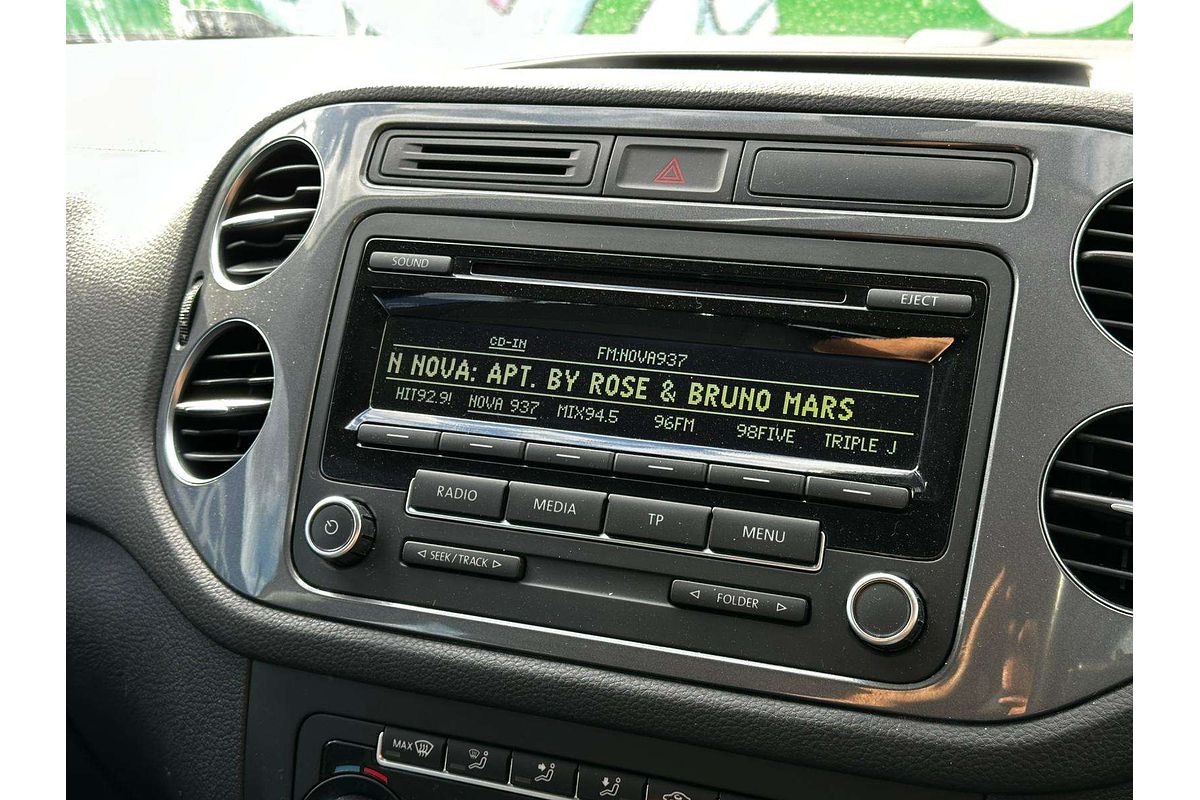 SOUND
EJECT
CD-IN
FM:NOVA937
N NOVA: APT. BY ROSE & BRUNO MARS
HIT92.9! NOVA 937 MIX94.5 96FM 98FIVE TRIPLE J
RADIO MEDIA TP MENU
SEEK/TRACK
FOLDER
MAX